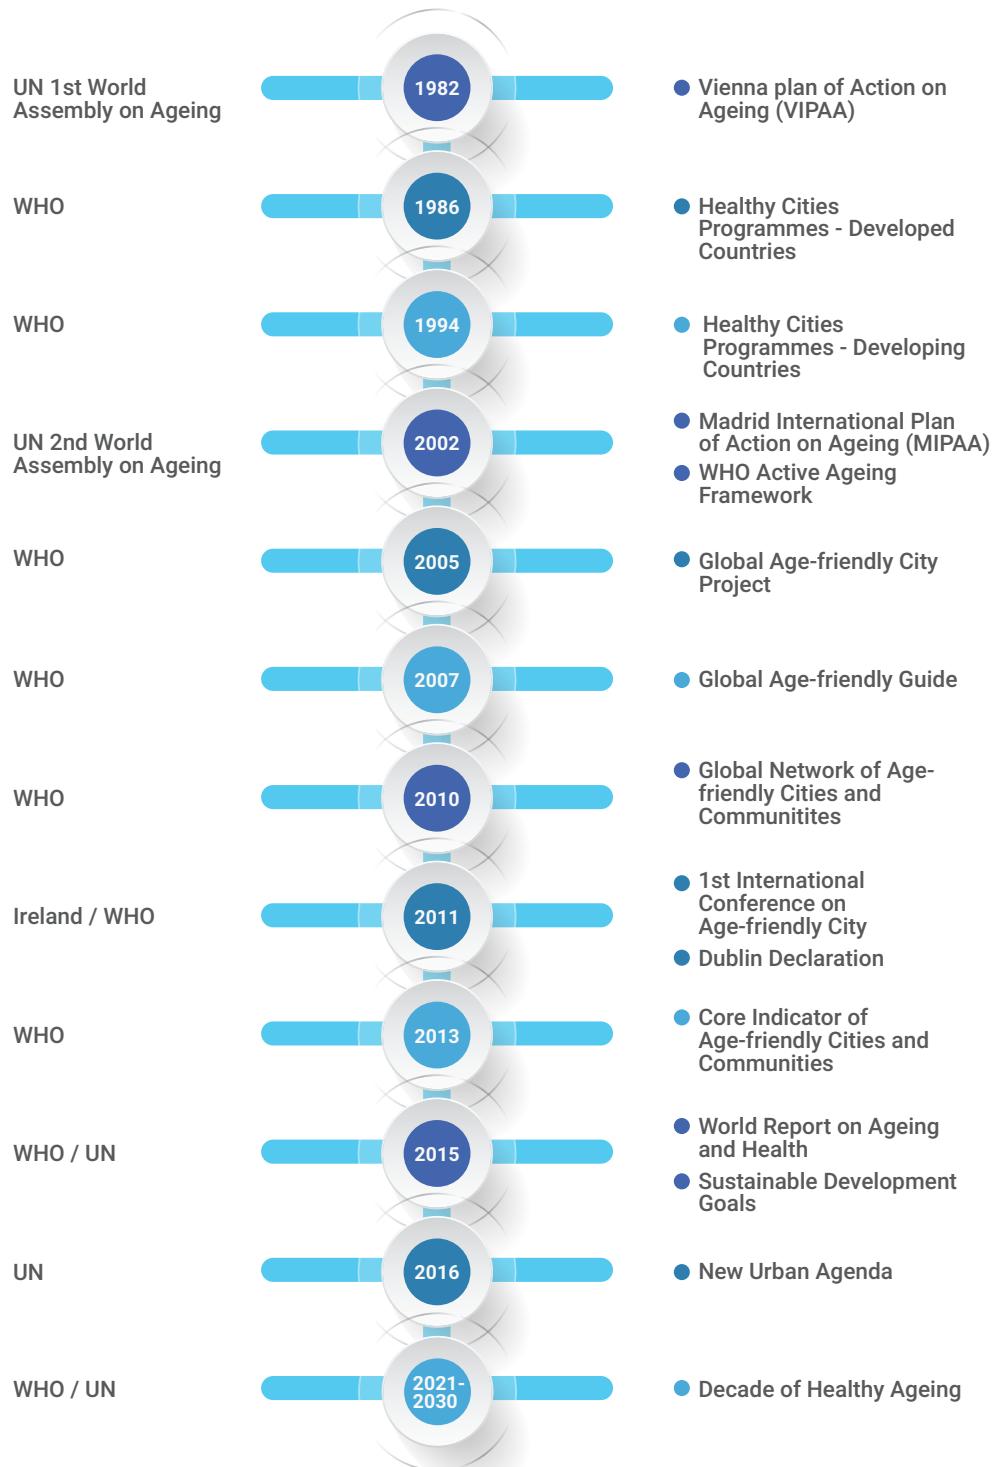 UN 1st World
Assembly on Ageing
1982
Vienna plan of Action on
Ageing (VIPAA)
WHO
1986
Healthy Cities
Programmes - Developed
Countries
WHO
1994
Healthy Cities
Programmes - Developing
Countries
UN 2nd World
Assembly on Ageing
2002
Madrid International Plan
of Action on Ageing (MIPAA)
WHO Active Ageing
Framework
WHO
2005
Global Age-friendly City
Project
WHO
2007
Global Age-friendly Guide
WHO
2010
Global Network of Age-
friendly Cities and
Communitites
Ireland / WHO
2011
1st International
Conference on
Age-friendly City
Dublin Declaration
WHO
2013
Core Indicator of
Age-friendly Cities and
Communities
WHO / UN
2015
World Report on Ageing
and Health
Sustainable Development
Goals
UN
2016
New Urban Agenda
WHO / UN
2021-
2030
Decade of Healthy Ageing